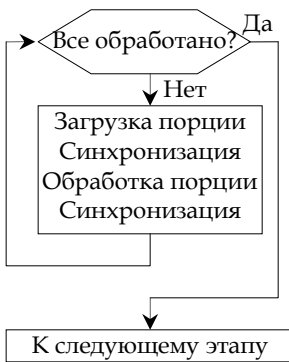 Все обработано?
Да
Нет
Загрузка порции
Синхронизация
Обработка порции
Синхронизация
К следующему этапу